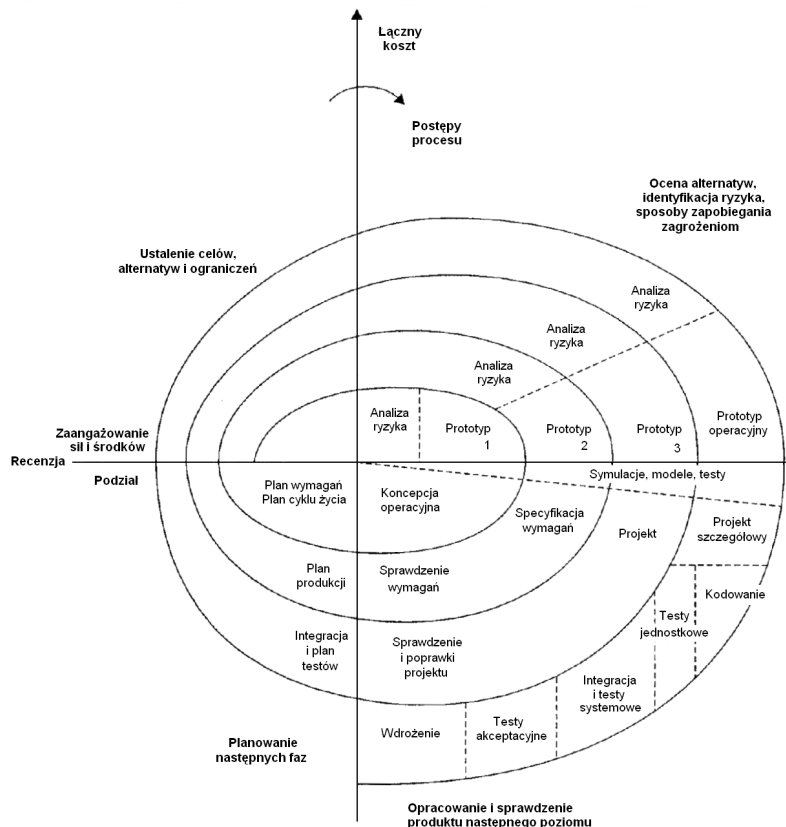 Łączny
koszt
Postępy
procesu
Ocena alternatyw,
identyfikacja ryzyka,
sposoby zapobiegania
zagrożeniom
Ustalenie celów,
alternatyw i ograniczeń
Analiza
ryzyka
Analiza
ryzyka
Analiza
ryzyka
Analiza
ryzyka
Prototyp
1
Prototyp
2
Prototyp
3
Prototyp
operacyjny
Zaangażowanie
sił i środków
Recenzja
Podział
Symulacje, modele, testy
Plan wymagań
Plan cyklu życia
Koncepcja
operacyjna
Specyfikacja
wymagań
Projekt
Projekt
szczegółowy
Plan
produkcji
Sprawdzenie
wymagań
Kodowanie
Testy
jednostkowe
Integracja
i plan
testów
Sprawdzenie
i poprawki
projektu
Integracja
i testy
systemowe
Wdrożenie
Testy
akceptacyjne
Planowanie
następnych faz
Opracowanie i sprawdzenie
produktu następnego poziomu